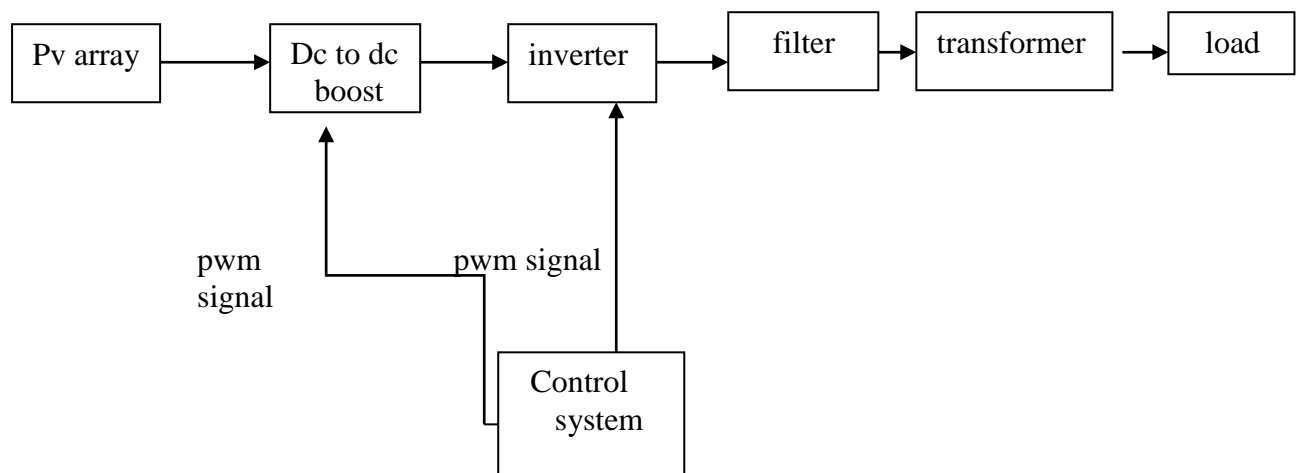 Pv array
Dc to dc
boost
inverter
filter
transformer
load
pwm
signal
pwm signal
Control
system